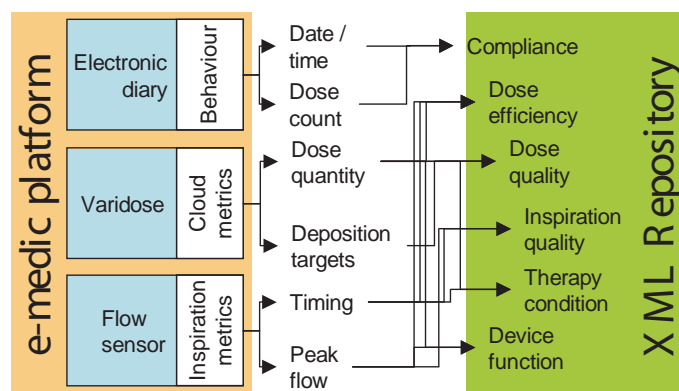 e-medic platform
Electronic
diary
Behaviour
Varidose
Cloud
metrics
Flow
sensor
Inspiration
metrics
Date /
time
Dose
count
Dose
quantity
Deposition
targets
Timing
Peak
flow
Compliance
Dose
efficiency
Dose
quality
Inspiration
quality
Therapy
condition
Device
function
XML Repository